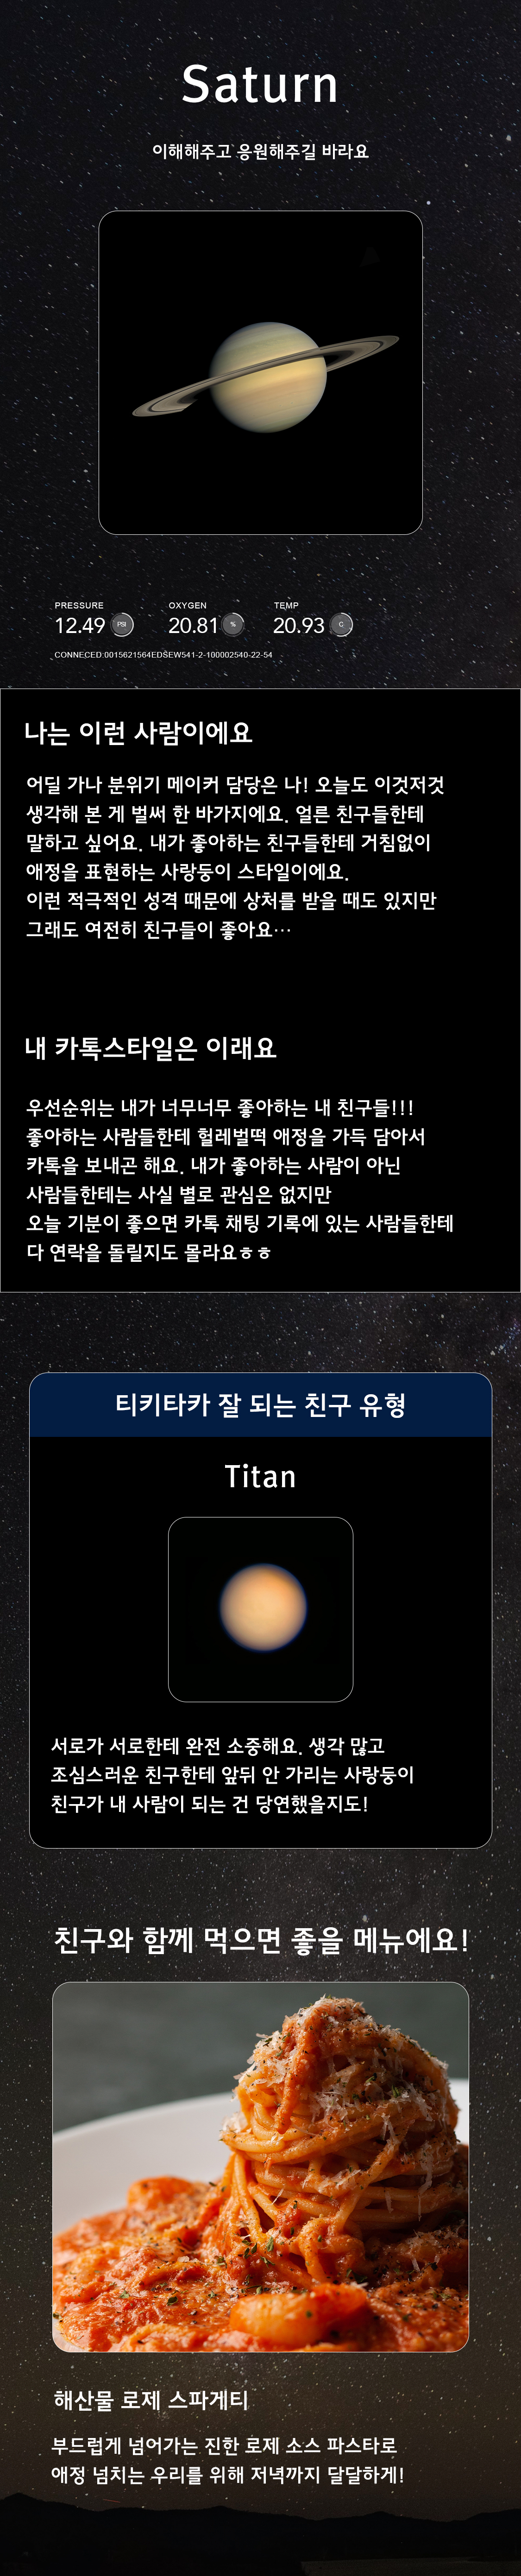 Saturn
이해해주고 응원해주길 바라요
PRESSURE OXYGEN TEMP
12.49 PSI 20.81 % 20.93 C
CONNECED:0015621564EDSEW541-2-100002540-22-54
나는 이런 사람이에요
어딜 가나 분위기 메이커 담당은 나! 오늘도 이것저것
생각해 본 게 벌써 한 바가지에요. 얼른 친구들한테
말하고 싶어요. 내가 좋아하는 친구들한테 거침없이
애정을 표현하는 사랑둥이 스타일이에요.
이런 적극적인 성격 때문에 상처를 받을 때도 있지만
그래도 여전히 친구들이 좋아요…
내 카톡스타일은 이래요
우선순위는 내가 너무너무 좋아하는 내 친구들!!!
좋아하는 사람들한테 헐레벌떡 애정을 가득 담아서
카톡을 보내곤 해요. 내가 좋아하는 사람이 아닌
사람들한테는 사실 별로 관심은 없지만
오늘 기분이 좋으면 카톡 채팅 기록에 있는 사람들한테
다 연락을 돌릴지도 몰라요ㅎㅎ
티키타카 잘 되는 친구 유형
Titan
서로가 서로한테 완전 소중해요. 생각 많고
조심스러운 친구한테 앞뒤 안 가리는 사랑둥이
친구가 내 사람이 되는 건 당연했을지도!
친구와 함께 먹으면 좋을 메뉴에요!
해산물 로제 스파게티
부드럽게 넘어가는 진한 로제 소스 파스타로
애정 넘치는 우리를 위해 저녁까지 달달하게!